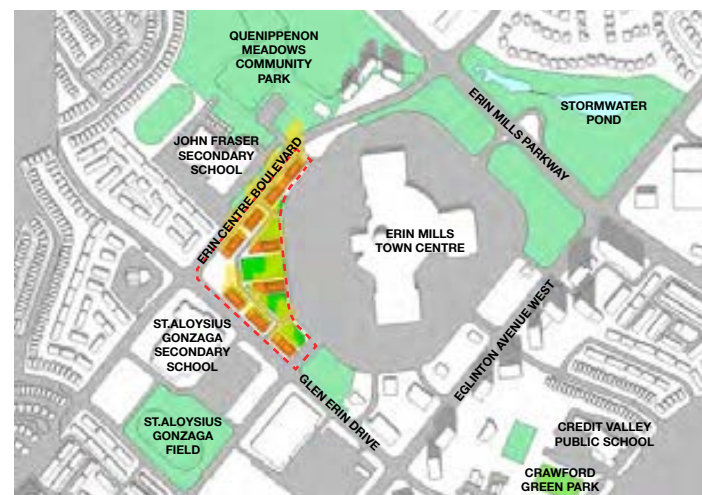 QUENIPPENON
MEADOWS
COMMUNITY
PARK
ERIN MILLS PARKWAY
STORMWATER
POND
JOHN FRASER
SECONDARY
SCHOOL
ERIN CENTRE BOULEVARD
ERIN MILLS
TOWN CENTRE
ST.ALOYSIUS
GONZAGA
SECONDARY
SCHOOL
EGLINTON AVENUE WEST
GLEN ERIN DRIVE
ST.ALOYSIUS
GONZAGA
FIELD
CREDIT VALLEY
PUBLIC SCHOOL
CRAWFORD
GREEN PARK